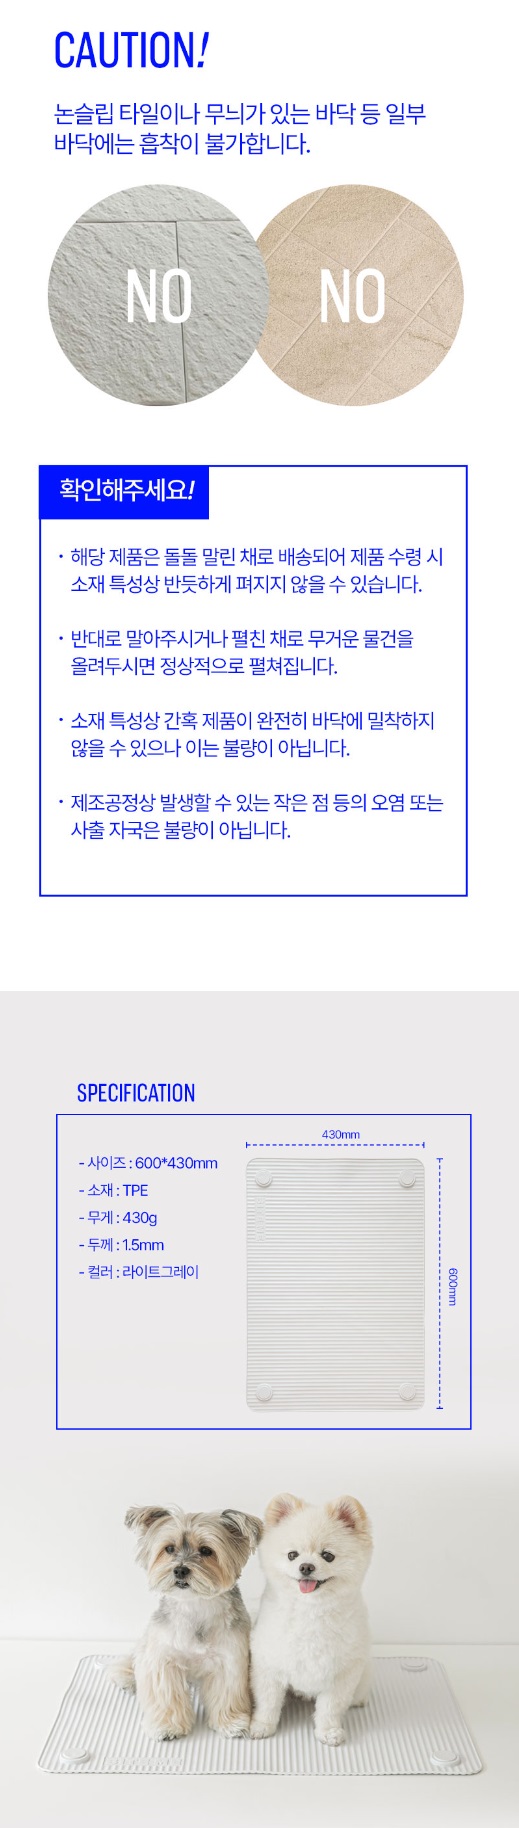 CAUTION!
논슬립 타일이나 무늬가 있는 바닥 등 일부
바닥에는 흡착이 불가합니다.
NO
NO
확인해주세요!
· 해당 제품은 돌돌 말린 채로 배송되어 제품 수령 시
소재 특성상 반듯하게 펴지지 않을 수 있습니다.
· 반대로 말아주시거나 펼친 채로 무거운 물건을
올려두시면 정상적으로 펼쳐집니다.
· 소재 특성상 간혹 제품이 완전히 바닥에 밀착하지
않을 수 있으나 이는 불량이 아닙니다.
· 제조공정상 발생할 수 있는 작은 점 등의 오염 또는
사출 자국은 불량이 아닙니다.
SPECIFICATION
430mm
- 사이즈 : 600*430mm
- 소재 : TPE
- 무게 : 430g
- 두께 : 1.5mm
- 컬러 : 라이트그레이
600mm